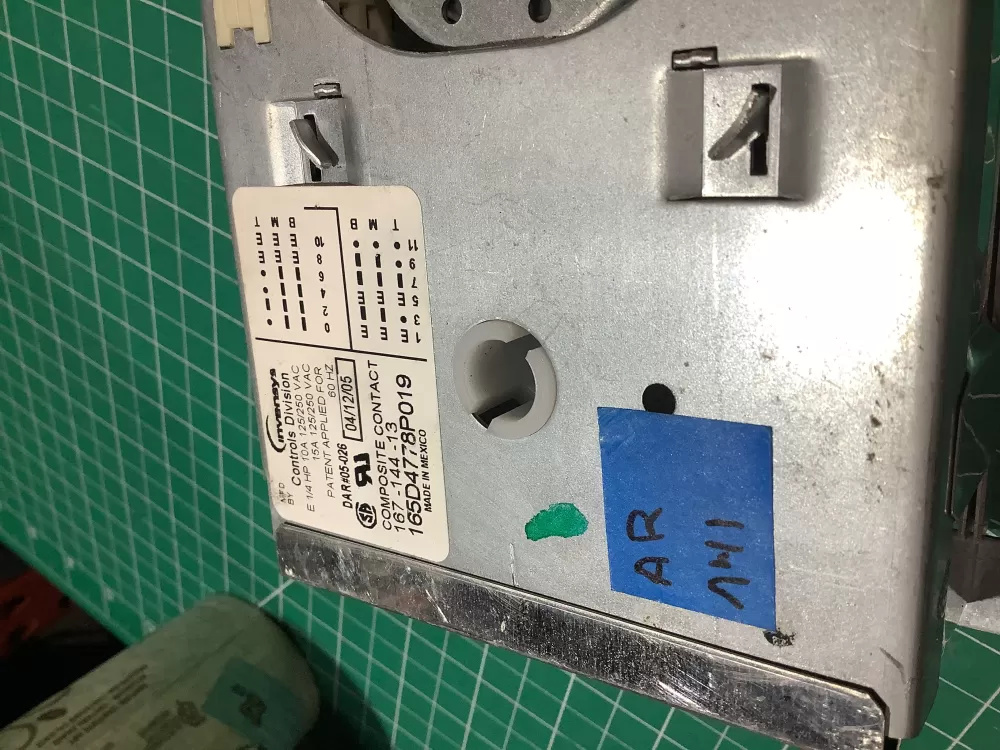 MFD
BY
invensys
Controls Division
E 1/4 HP 10A 125/250 VAC
15A 125/250 VAC
PATENT APPLIED FOR
60 HZ
DAR#05-026
04/12/05
COMPOSITE CONTACT
167-144-13
165D4778P019
MADE IN MEXICO
T
M
B
10
8
6
4
2
0
B
M
T
11
9
7
5
3
1
AR